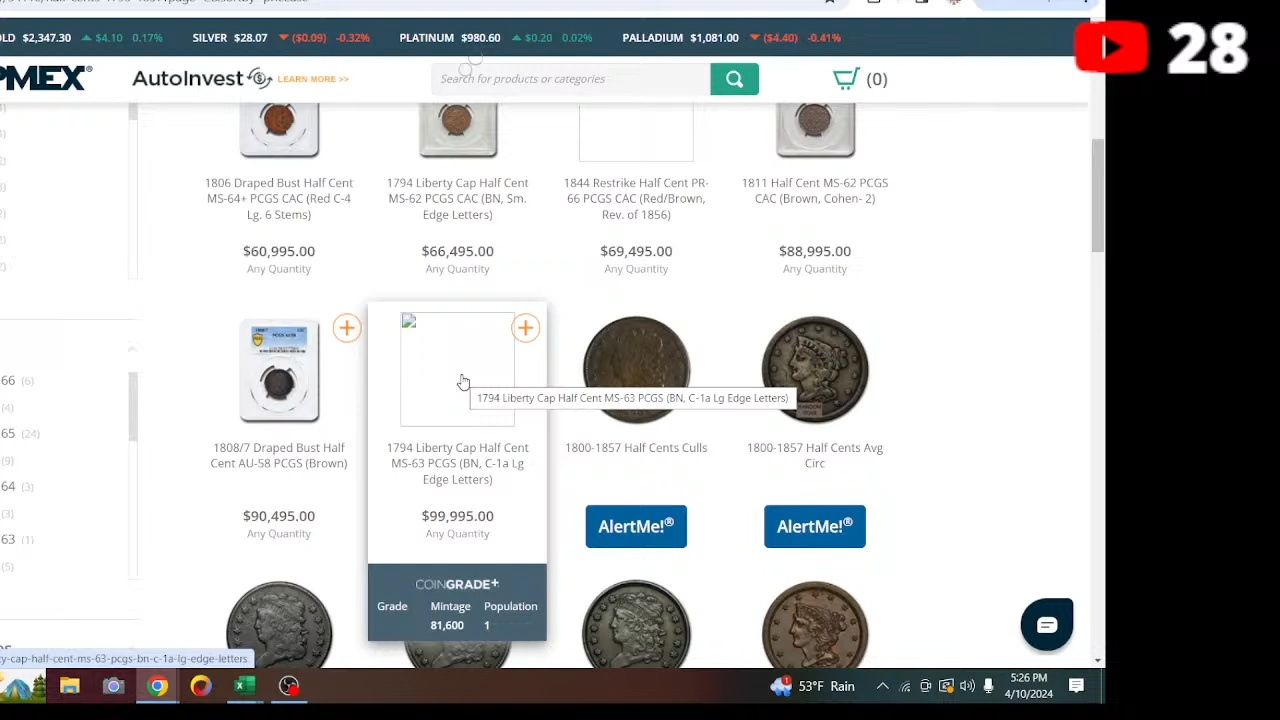 OLD $2,347.30 ▲ $4.10 0.17% SILVER $28.07 ▼ ($0.09) -0.32% PLATINUM $980.60 ▲ $0.20 0.02% PALLADIUM $1,081.00 ▼ ($4.40) -0.41%
28
PMEX® AutoInvest LEARN MORE >> Search for products or categories (0)
1806 Draped Bust Half Cent
MS-64+ PCGS CAC (Red C-4
Lg. 6 Stems)
$60,995.00
Any Quantity
1794 Liberty Cap Half Cent
MS-62 PCGS CAC (BN, Sm.
Edge Letters)
$66,495.00
Any Quantity
1844 Restrike Half Cent PR-
66 PCGS CAC (Red/Brown,
Rev. of 1856)
$69,495.00
Any Quantity
1811 Half Cent MS-62 PCGS
CAC (Brown, Cohen- 2)
$88,995.00
Any Quantity
66 (6)
(4)
65 (24)
(9)
64 (3)
(3)
63 (1)
(5)
1808/7 Draped Bust Half
Cent AU-58 PCGS (Brown)
$90,495.00
Any Quantity
1794 Liberty Cap Half Cent MS-63 PCGS (BN, C-1a Lg Edge Letters)
1794 Liberty Cap Half Cent
MS-63 PCGS (BN, C-1a Lg
Edge Letters)
$99,995.00
Any Quantity
COINGRADE+
Grade Mintage Population
81,600 1
1800-1857 Half Cents Culls
AlertMe!®
1800-1857 Half Cents Avg
Circ
AlertMe!®
y-cap-half-cent-ms-63-pcgs-bn-c-1a-lg-edge-letters
53°F Rain
5:26 PM
4/10/2024